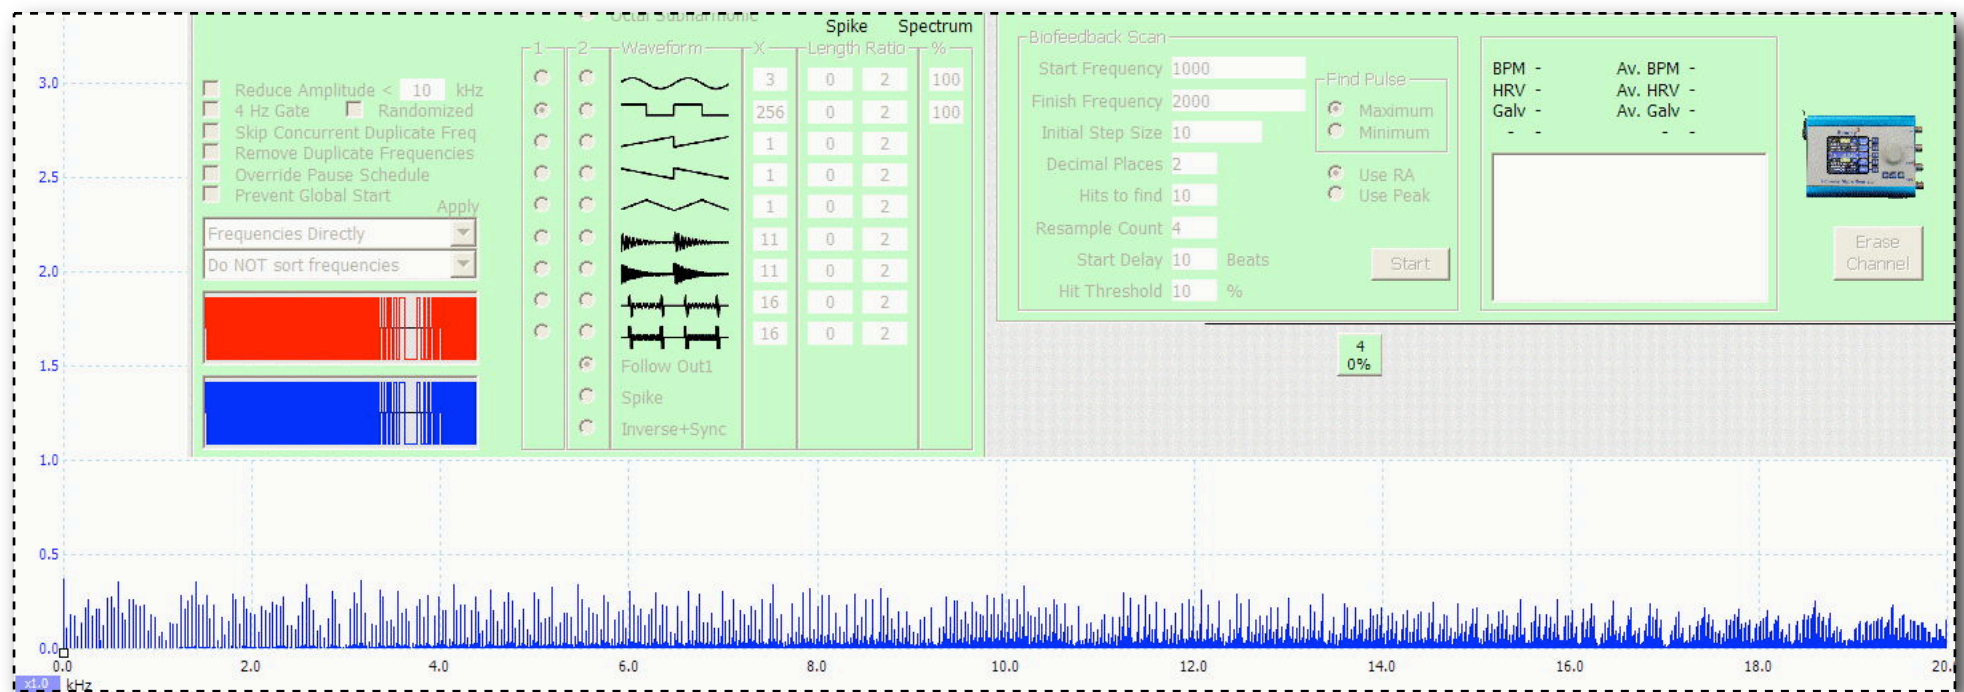 Spike Spectrum
1 2 Waveform X Length Ratio %
3.0
2.5
2.0
1.5
1.0
0.5
0.0
Reduce Amplitude < 10 kHz
4 Hz Gate Randomized
Skip Concurrent Duplicate Freq
Remove Duplicate Frequencies
Override Pause Schedule
Prevent Global Start
Apply
Frequencies Directly
Do NOT sort frequencies
3 0 2 100
256 0 2 100
1 0 2
1 0 2
1 0 2
11 0 2
11 0 2
16 0 2
16 0 2
Follow Out1
Spike
Inverse+Sync
Biofeedback Scan
Start Frequency 1000
Finish Frequency 2000
Initial Step Size 10
Decimal Places 2
Hits to find 10
Resample Count 4
Start Delay 10 Beats
Hit Threshold 10 %
Find Pulse
Maximum
Minimum
Use RA
Use Peak
Start
BPM - Av. BPM -
HRV - Av. HRV -
Galv - Av. Galv -
- - - -
Erase
Channel
4
0%
0.0 2.0 4.0 6.0 8.0 10.0 12.0 14.0 16.0 18.0 20.
x1.0 kHz